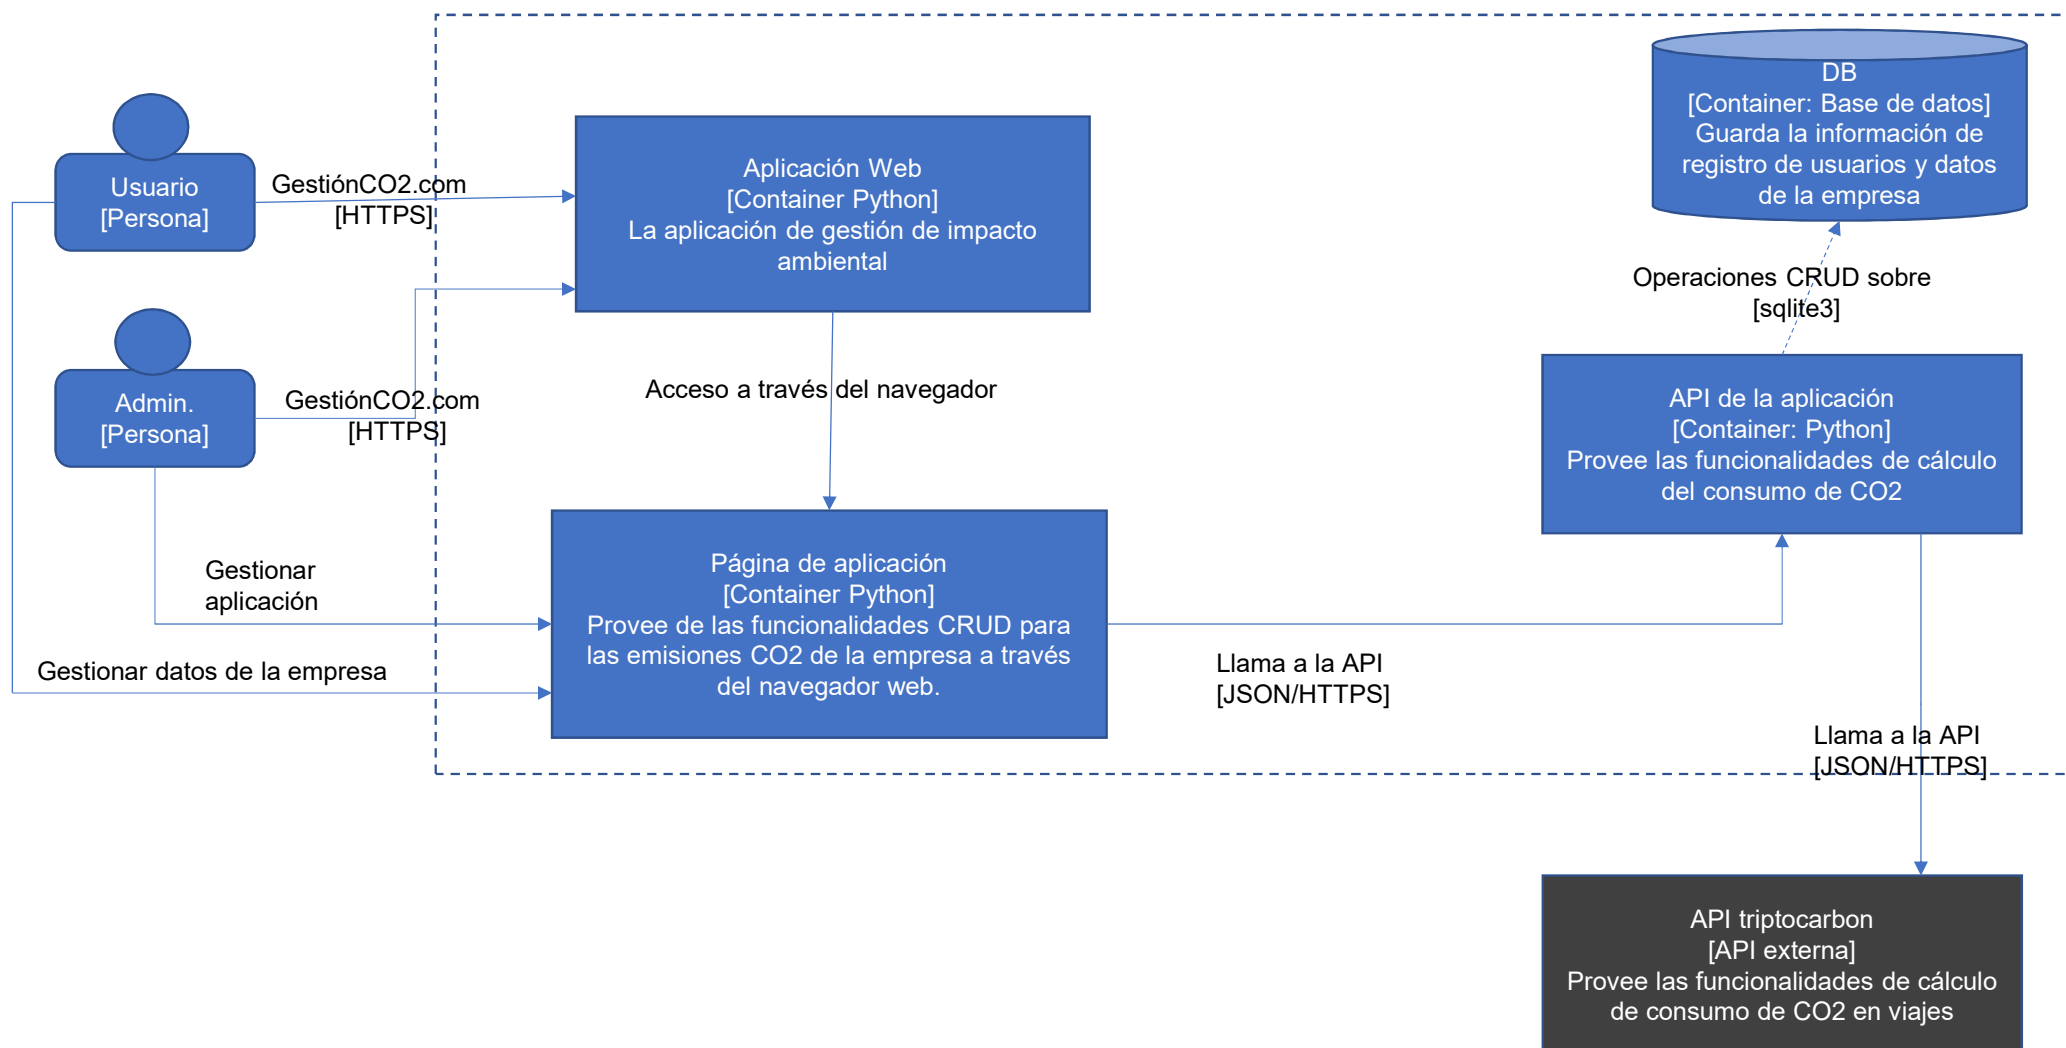 DB
[Container: Base de datos]
Guarda la información de
registro de usuarios y datos
de la empresa
Usuario
[Persona]
GestiónCO2.com
[HTTPS]
Aplicación Web
[Container Python]
La aplicación de gestión de impacto
ambiental
Operaciones CRUD sobre
[sqlite3]
Admin.
[Persona]
GestiónCO2.com
[HTTPS]
Acceso a través del navegador
API de la aplicación
[Container: Python]
Provee las funcionalidades de cálculo
del consumo de CO2
Gestionar
aplicación
Página de aplicación
[Container Python]
Provee de las funcionalidades CRUD para
las emisiones CO2 de la empresa a través
del navegador web.
Gestionar datos de la empresa
Llama a la API
[JSON/HTTPS]
Llama a la API
[JSON/HTTPS]
API triptocarbon
[API externa]
Provee las funcionalidades de cálculo
de consumo de CO2 en viajes